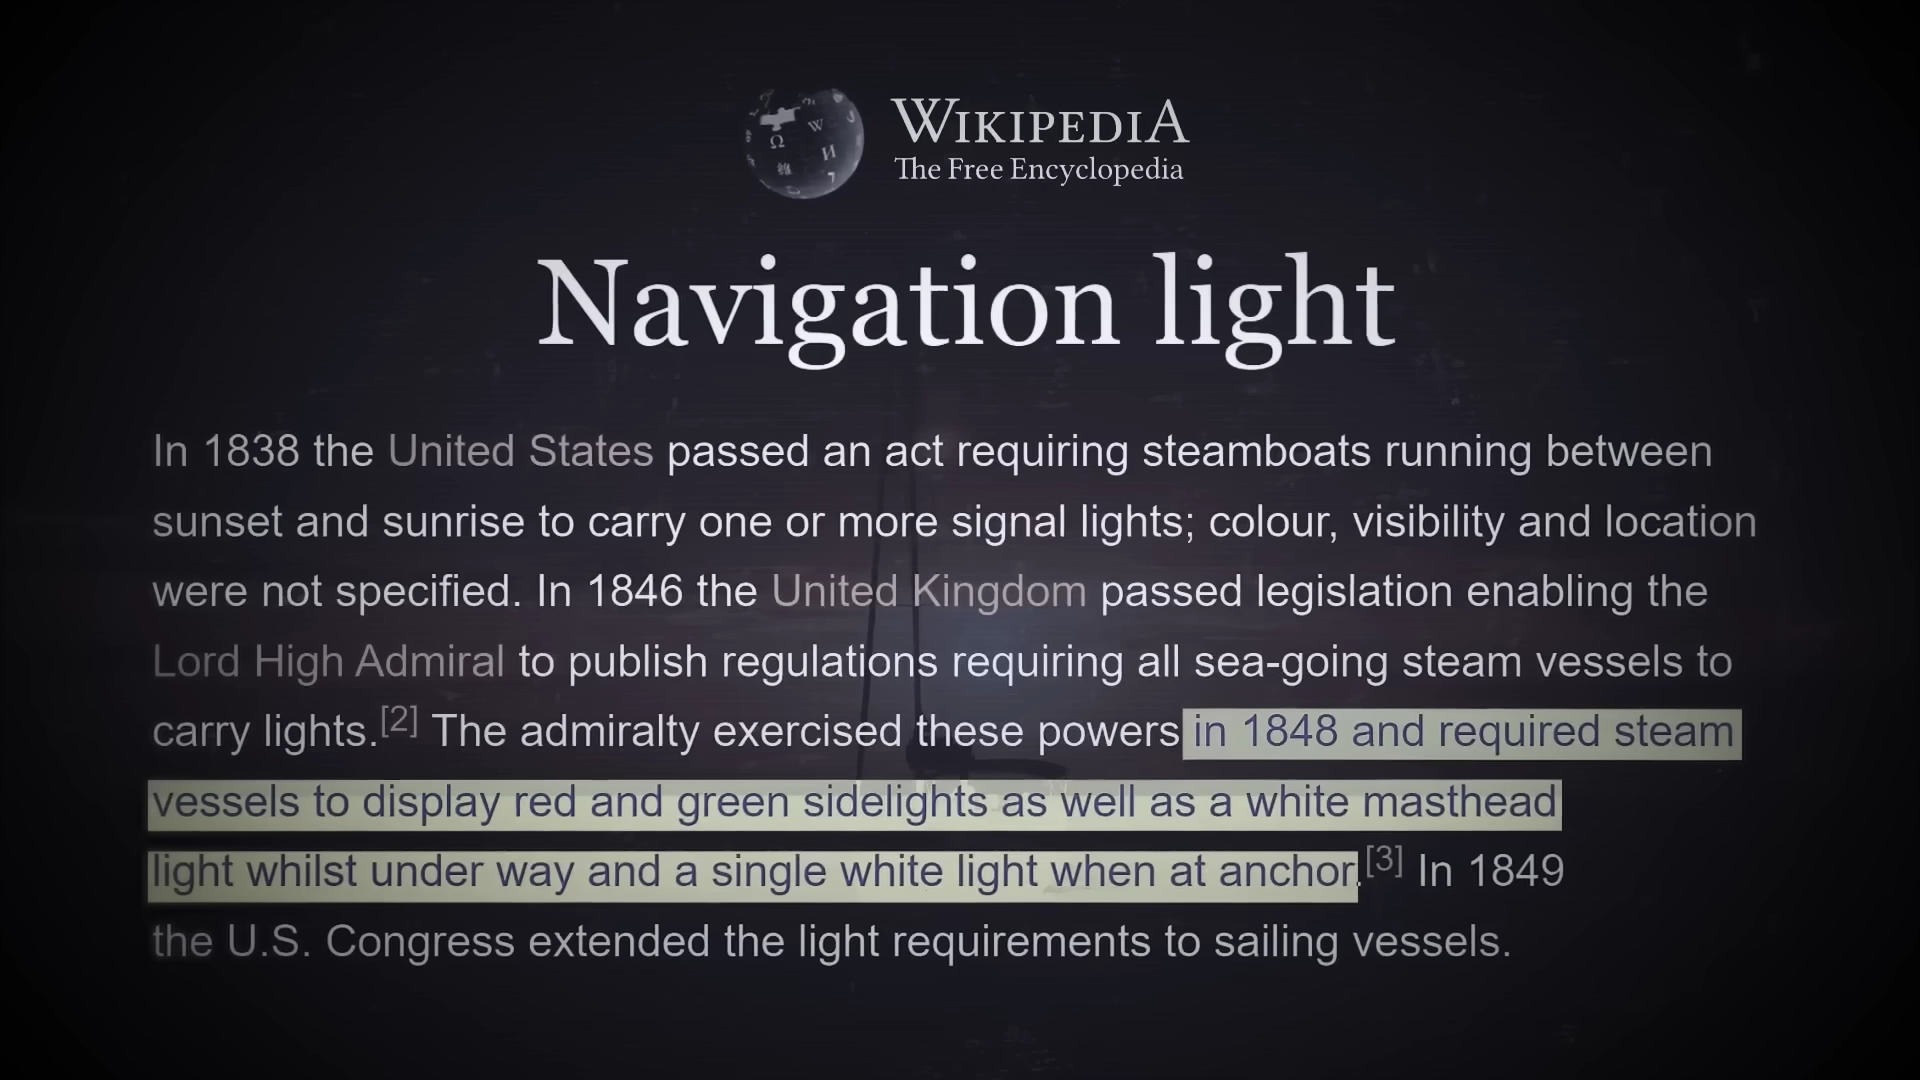 WIKIPEDIA
The Free Encyclopedia
Navigation light
In 1838 the United States passed an act requiring steamboats running between
sunset and sunrise to carry one or more signal lights; colour, visibility and location
were not specified. In 1846 the United Kingdom passed legislation enabling the
Lord High Admiral to publish regulations requiring all sea-going steam vessels to
carry lights.[2] The admiralty exercised these powers in 1848 and required steam
vessels to display red and green sidelights as well as a white masthead
light whilst under way and a single white light when at anchor.[3] In 1849
the U.S. Congress extended the light requirements to sailing vessels.